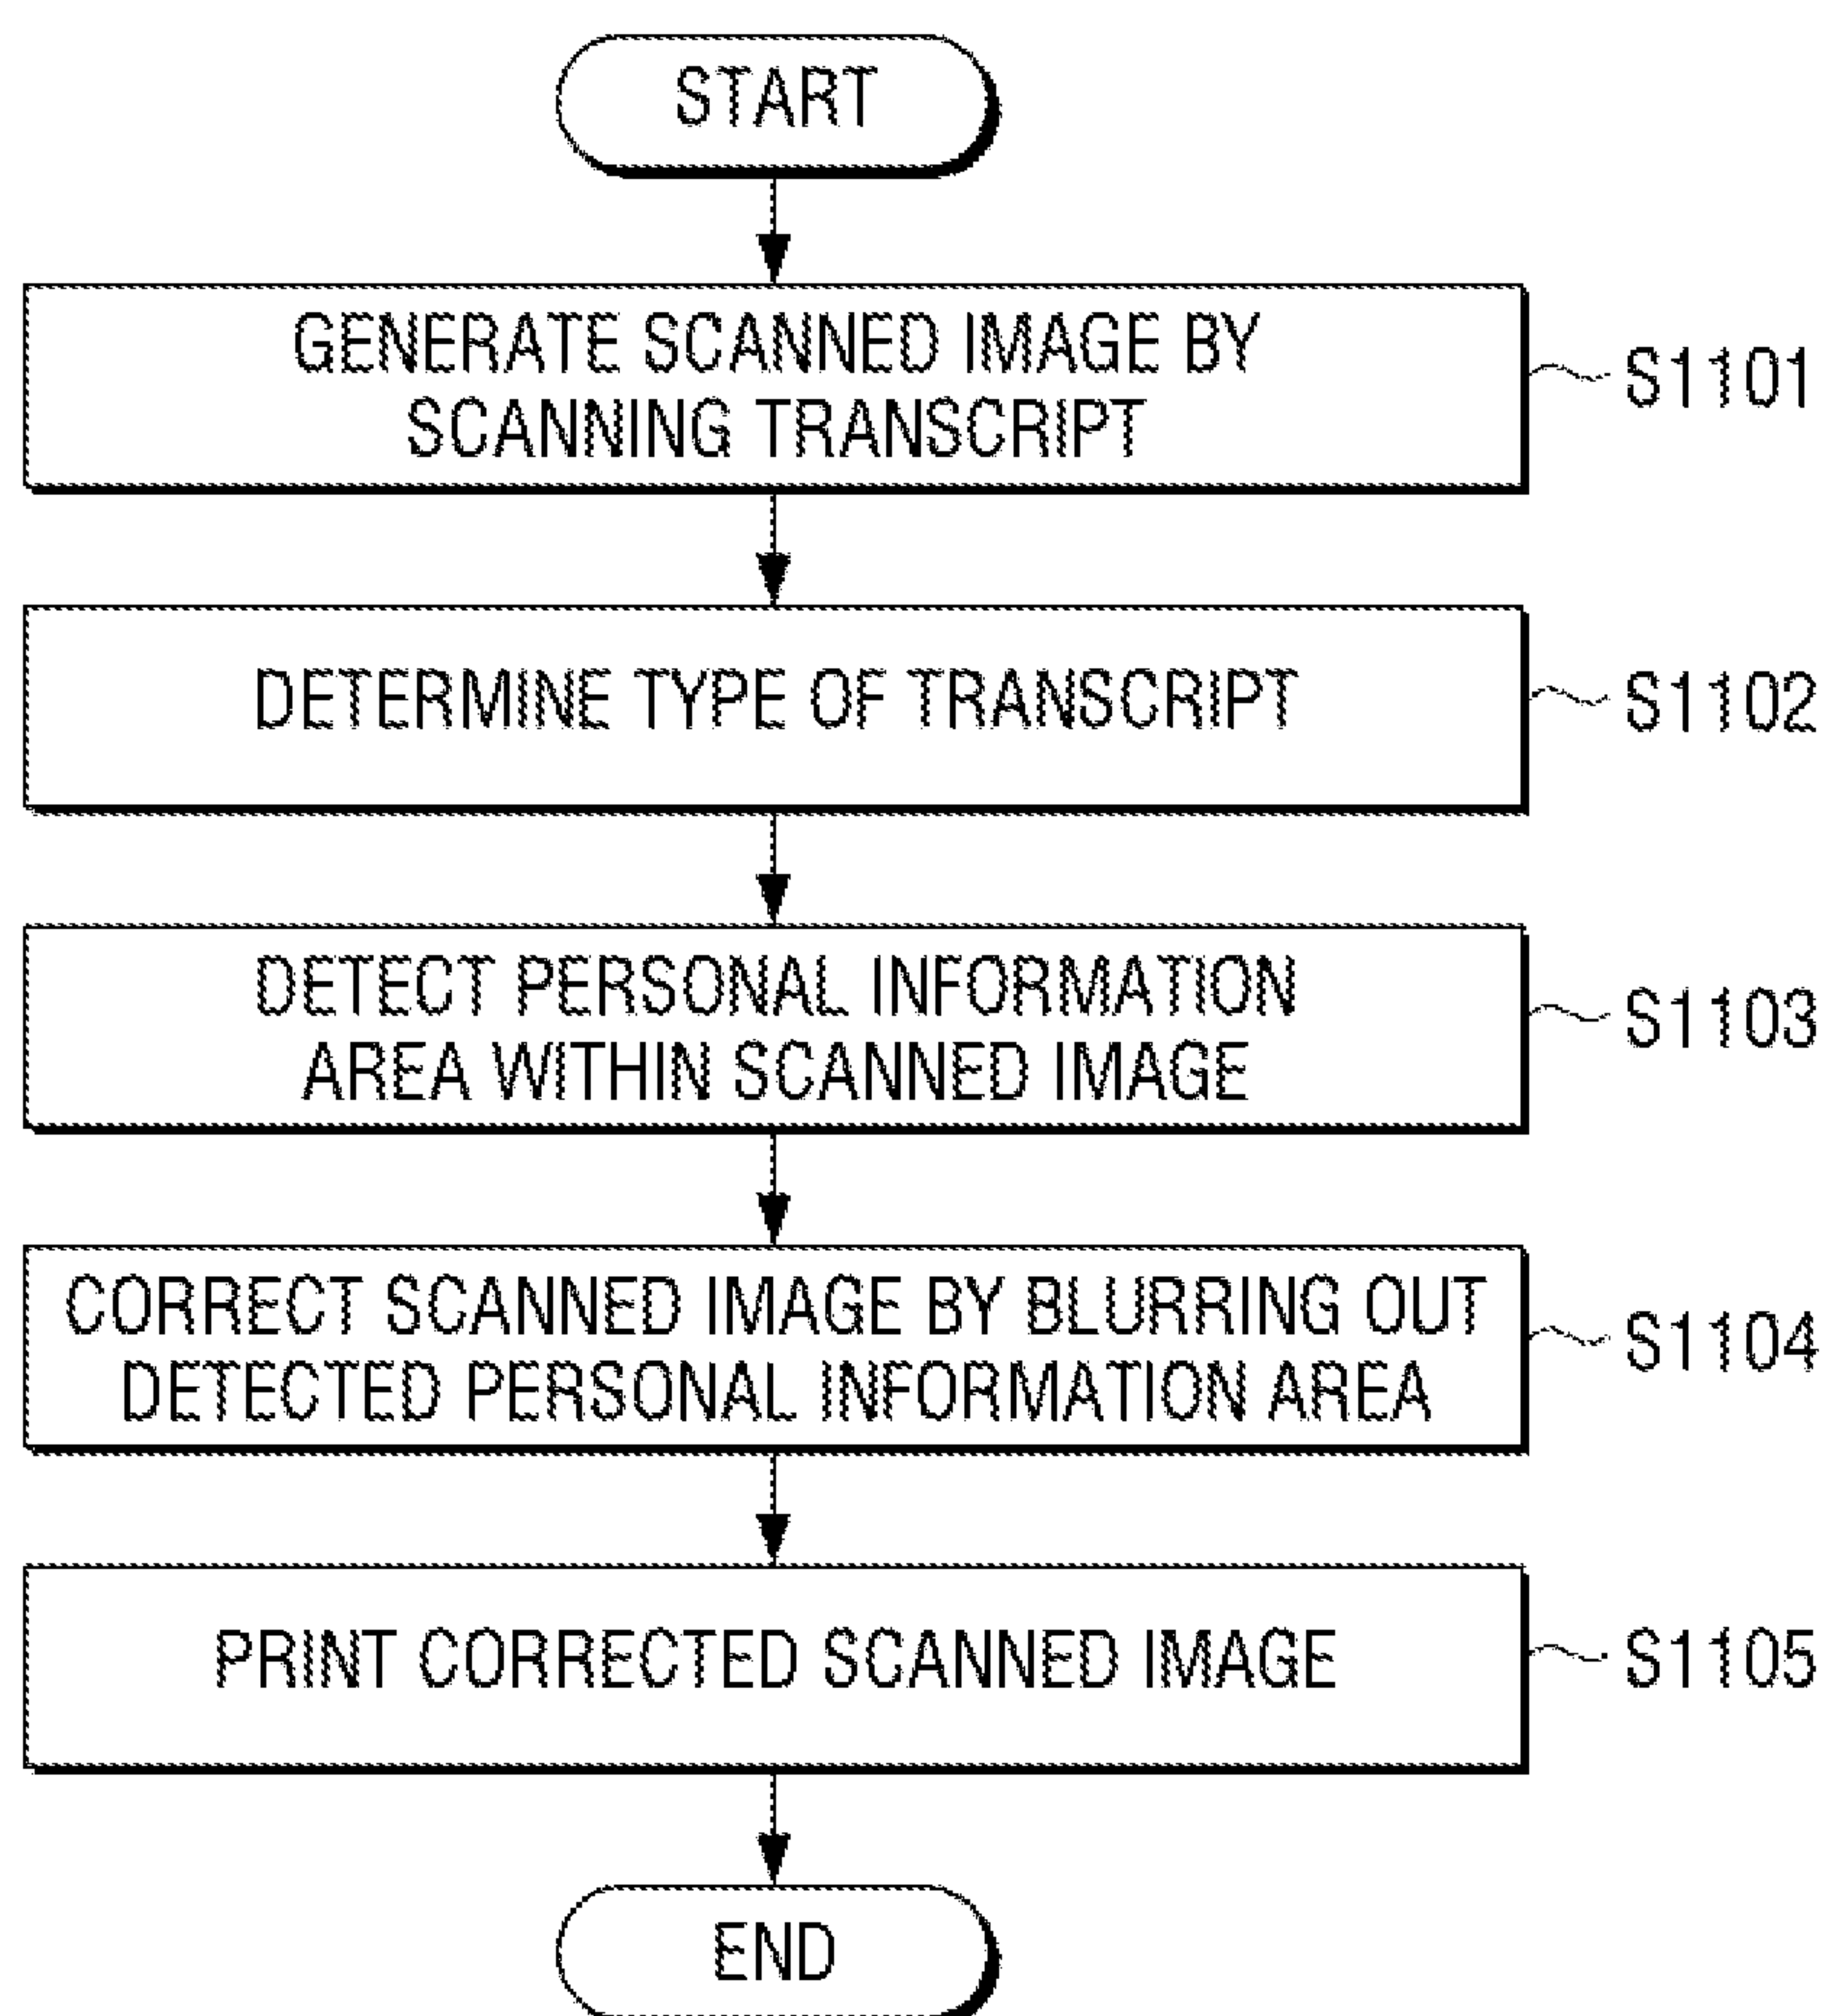 START
GENERATE SCANNED IMAGE BY
SCANNING TRANSCRIPT
S1101
DETERMINE TYPE OF TRANSCRIPT
S1102
DETECT PERSONAL INFORMATION
AREA WITHIN SCANNED IMAGE
S1103
CORRECT SCANNED IMAGE BY BLURRING OUT
DETECTED PERSONAL INFORMATION AREA
S1104
PRINT CORRECTED SCANNED IMAGE
S1105
END